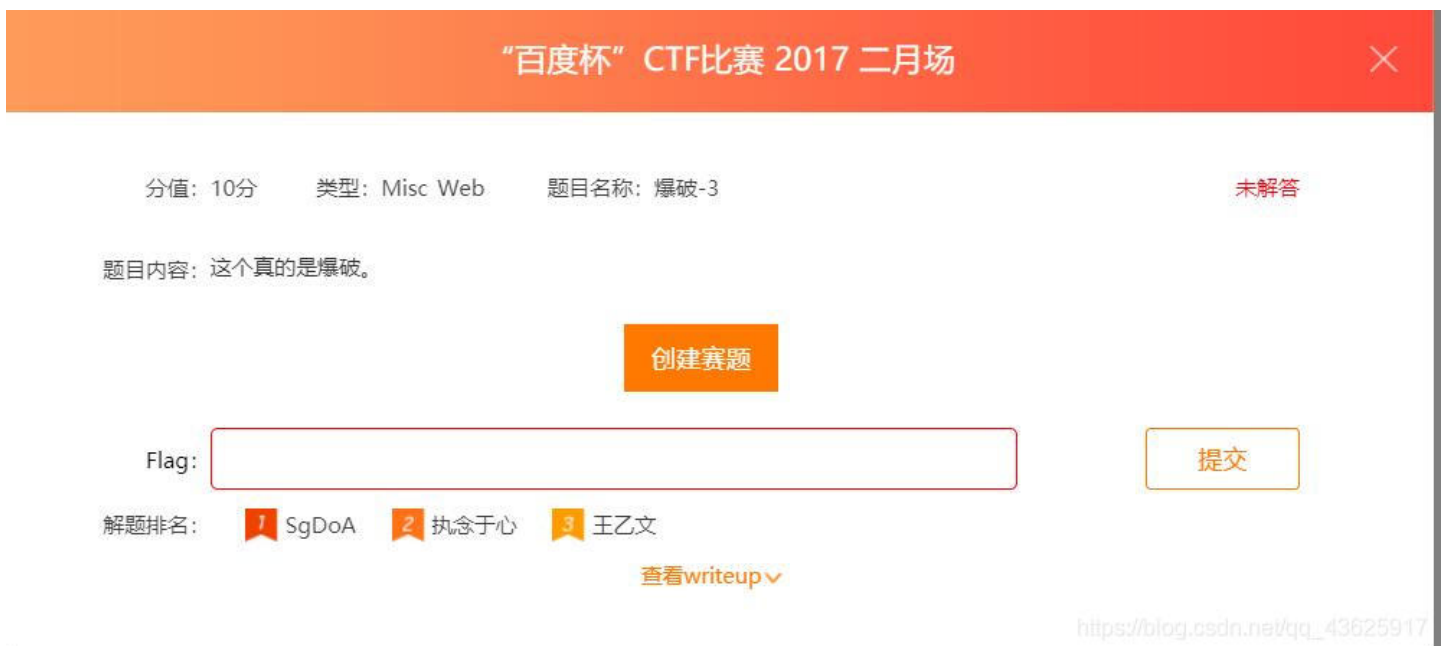 “百度杯”CTF比赛 2017 二月场
分值: 10分 类型: Misc Web 题目名称: 爆破-3 未解答
题目内容: 这个真的是爆破。
创建赛题
Flag: 提交
解题排名: 1 SgDoA 2 执念于心 3 王乙文
查看writeup
https://blog.csdn.net/qq_43625917